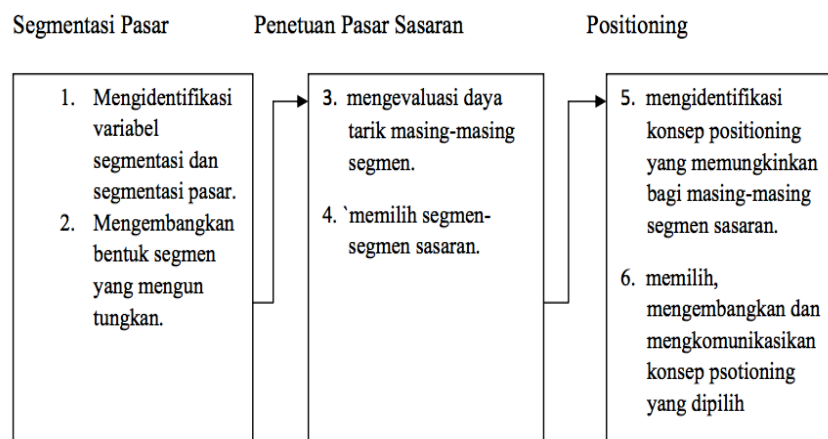 Segmentasi Pasar
Penetuan Pasar Sasaran
Positioning
1. Mengidentifikasi
variabel
segmentasi dan
segmentasi pasar.
2. Mengembangkan
bentuk segmen
yang mengun
tungkan.
3. mengevaluasi daya
tarik masing-masing
segmen.
4. `memilih segmen-
segmen sasaran.
5. mengidentifikasi
konsep positioning
yang memungkinkan
bagi masing-masing
segmen sasaran.
6. memilih,
mengembangkan dan
mengkomunikasikan
konsep psotioning
yang dipilih